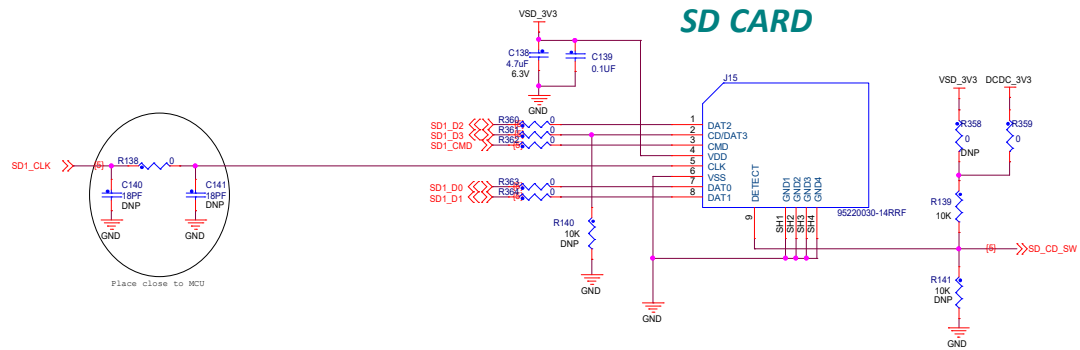 SD CARD
VSD_3V3
C138
4.7uF
6.3V
C139
0.1UF
GND
J15
VSD_3V3
DCDC_3V3
R358
0
DNP
R359
0
SD1_D2
R360
0
SD1_D3
R361
0
SD1_CMD
[5]
R362
0
1
2
3
4
5
6
7
8
DAT2
CD/DAT3
CMD
VDD
CLK
VSS
DAT0
DAT1
DETECT
GND1
GND2
GND3
GND4
95220030-14RRF
9
SH1
SH2
SH3
SH4
SD1_CLK
[5]
R138
0
C140
18PF
DNP
GND
C141
18PF
DNP
GND
Place close to MCU
SD1_D0
R363
0
SD1_D1
R364
0
R140
10K
DNP
GND
GND
R139
10K
[5]
SD_CD_SW
R141
10K
DNP
GND